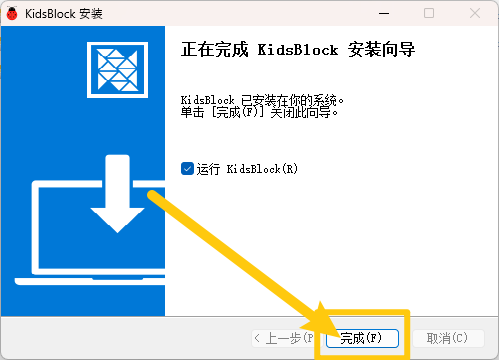 KidsBlock 安装
正在完成 KidsBlock 安装向导
KidsBlock 已安装在你的系统。
单击 [完成(F)] 关闭此向导。
运行 KidsBlock(R)
< 上一步(P
完成(F)
取消(C)